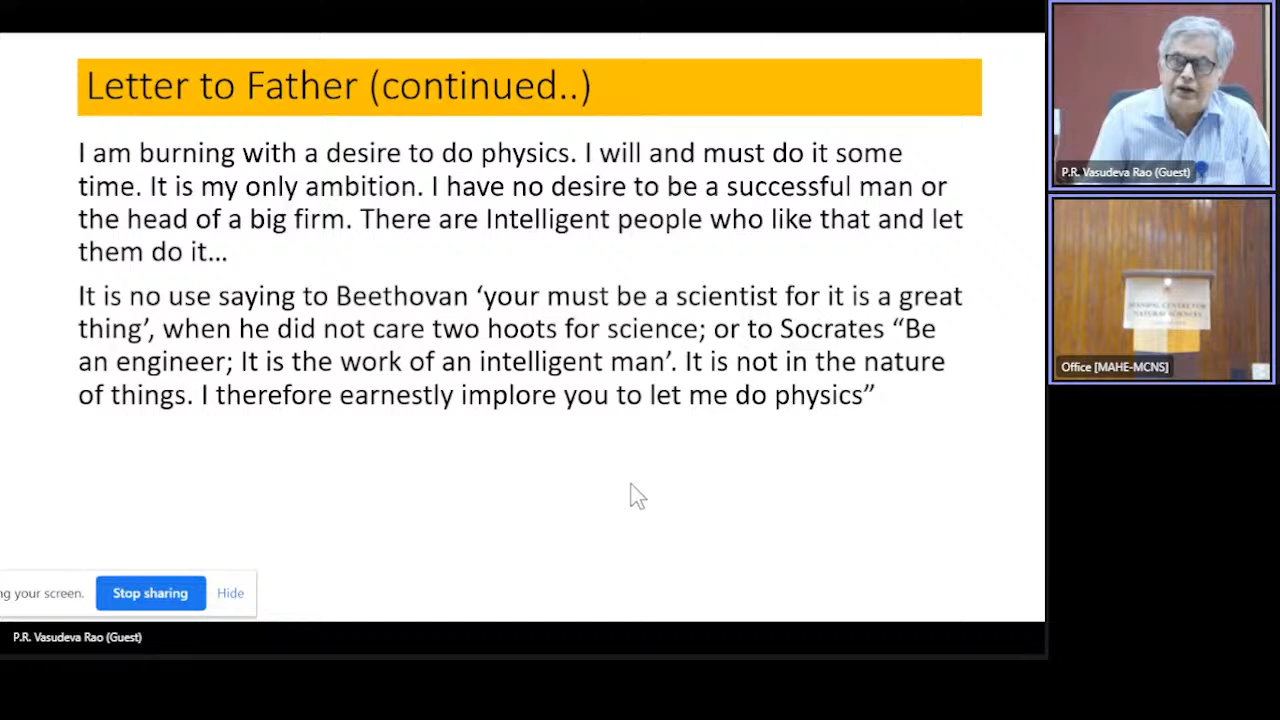 Letter to Father (continued..)
I am burning with a desire to do physics. I will and must do it some
time. It is my only ambition. I have no desire to be a successful man or
the head of a big firm. There are Intelligent people who like that and let
them do it...
It is no use saying to Beethovan ‘your must be a scientist for it is a great
thing’, when he did not care two hoots for science; or to Socrates “Be
an engineer; It is the work of an intelligent man’. It is not in the nature
of things. I therefore earnestly implore you to let me do physics”
ng your screen.
Stop sharing
Hide
P.R. Vasudeva Rao (Guest)
P.R. Vasudeva Rao (Guest)
MANIPAL CENTRE FOR
NATURAL SCIENCES
Office [MAHE-MCNS]